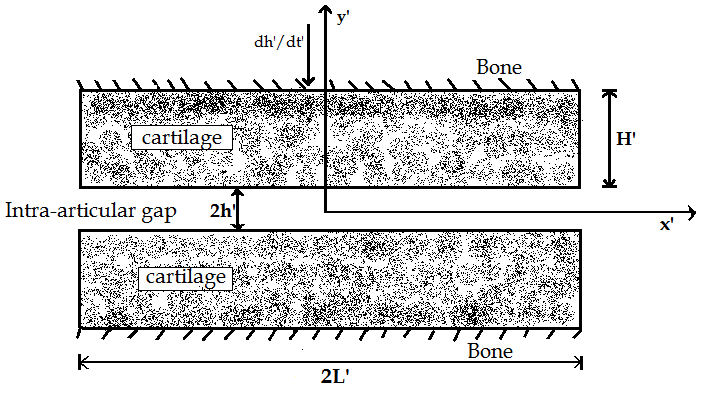 y'
dh'/dt'
Bone
cartilage
H'
Intra-articular gap
2h'
x'
cartilage
Bone
2L'